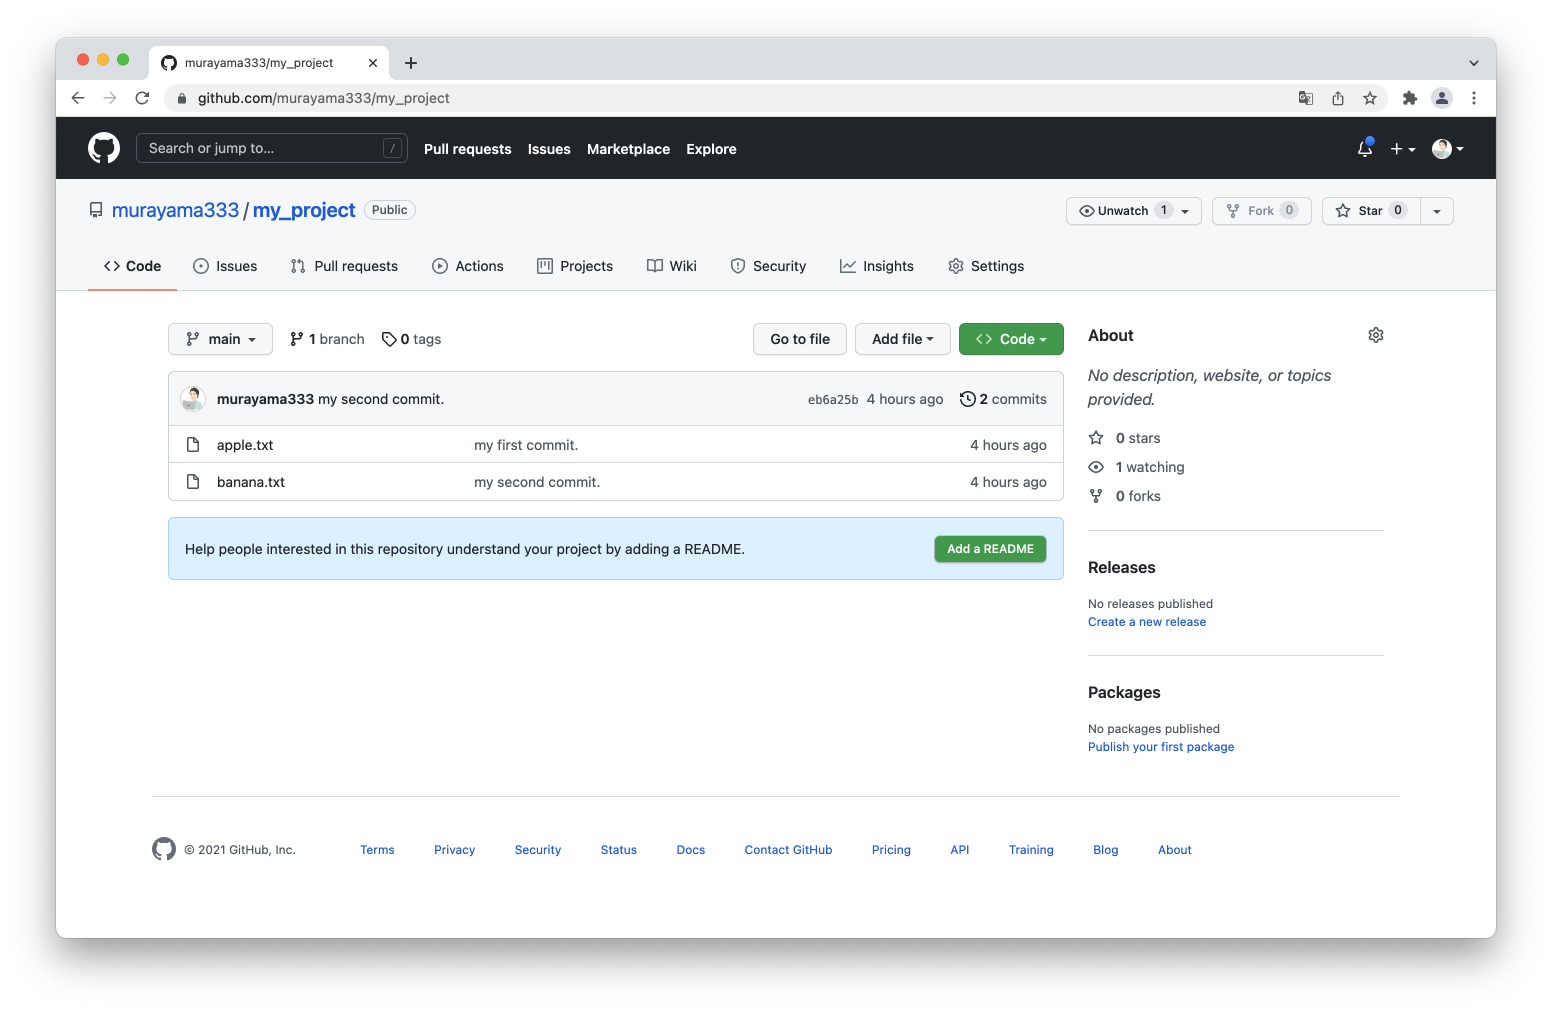 murayama333/my_project
github.com/murayama333/my_project
Search or jump to... / Pull requests Issues Marketplace Explore
murayama333 / my_project Public Unwatch 1 Fork 0 Star 0
Code Issues Pull requests Actions Projects Wiki Security Insights Settings
main 1 branch 0 tags Go to file Add file Code
murayama333 my second commit. eb6a25b 4 hours ago 2 commits
apple.txt my first commit. 4 hours ago
banana.txt my second commit. 4 hours ago
Help people interested in this repository understand your project by adding a README. Add a README
About
No description, website, or topics
provided.
0 stars
1 watching
0 forks
Releases
No releases published
Create a new release
Packages
No packages published
Publish your first package
© 2021 GitHub, Inc. Terms Privacy Security Status Docs Contact GitHub Pricing API Training Blog About